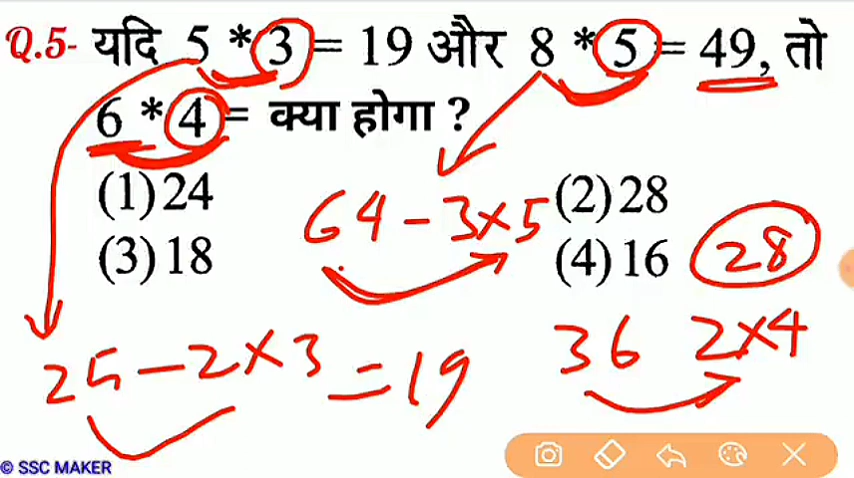 Q.5- यदि 5 * 3 = 19 और 8 * 5 = 49, तो
6 * 4 = क्या होगा ?
(1) 24 (2) 28
(3) 18 (4) 16
64 - 3×5
28
25 - 2×3 = 19
36 2×4
© SSC MAKER